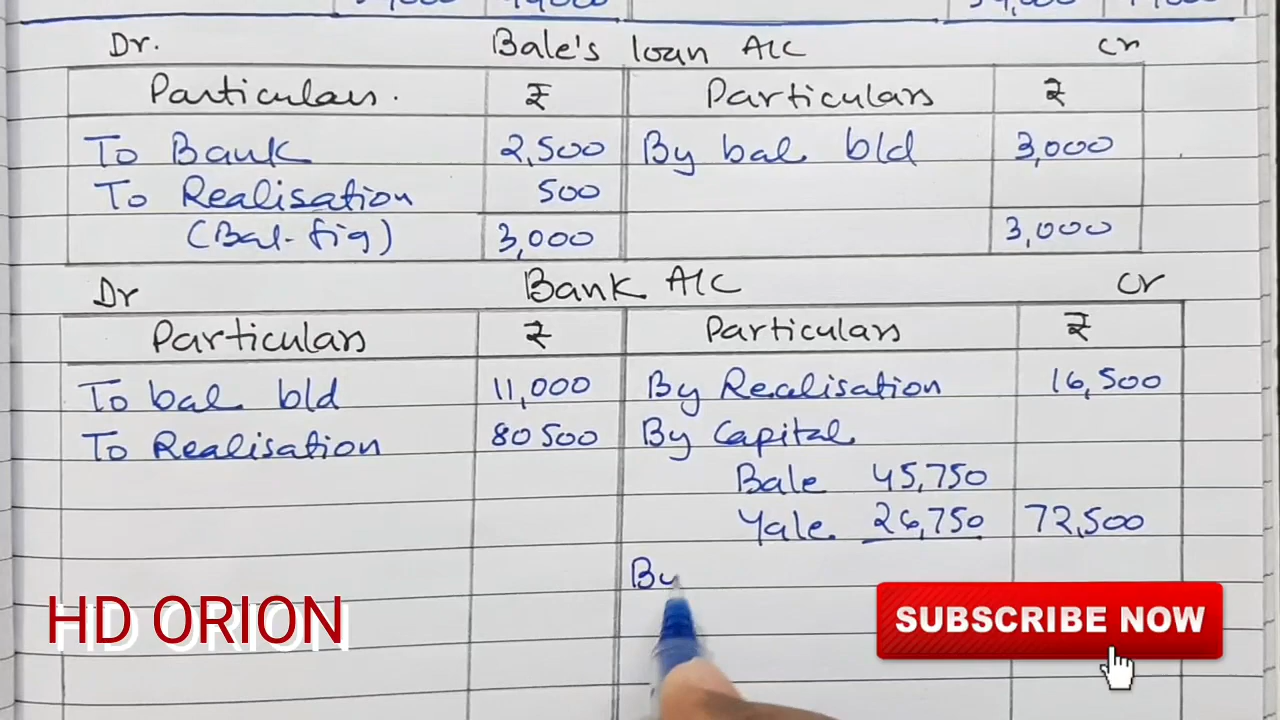 Dr. Bale's loan A/C Cr
Particulars. ₹ Particulars ₹
To Bank 2,500 By bal b/d 3,000
To Realisation 500
(Bal-fig) 3,000 3,000
Dr Bank A/C Cr
Particulars ₹ Particulars ₹
To bal b/d 11,000 By Realisation 16,500
To Realisation 80 500 By Capital
Bale 45,750
Yale 26,750 72,500
By
HD ORION
SUBSCRIBE NOW